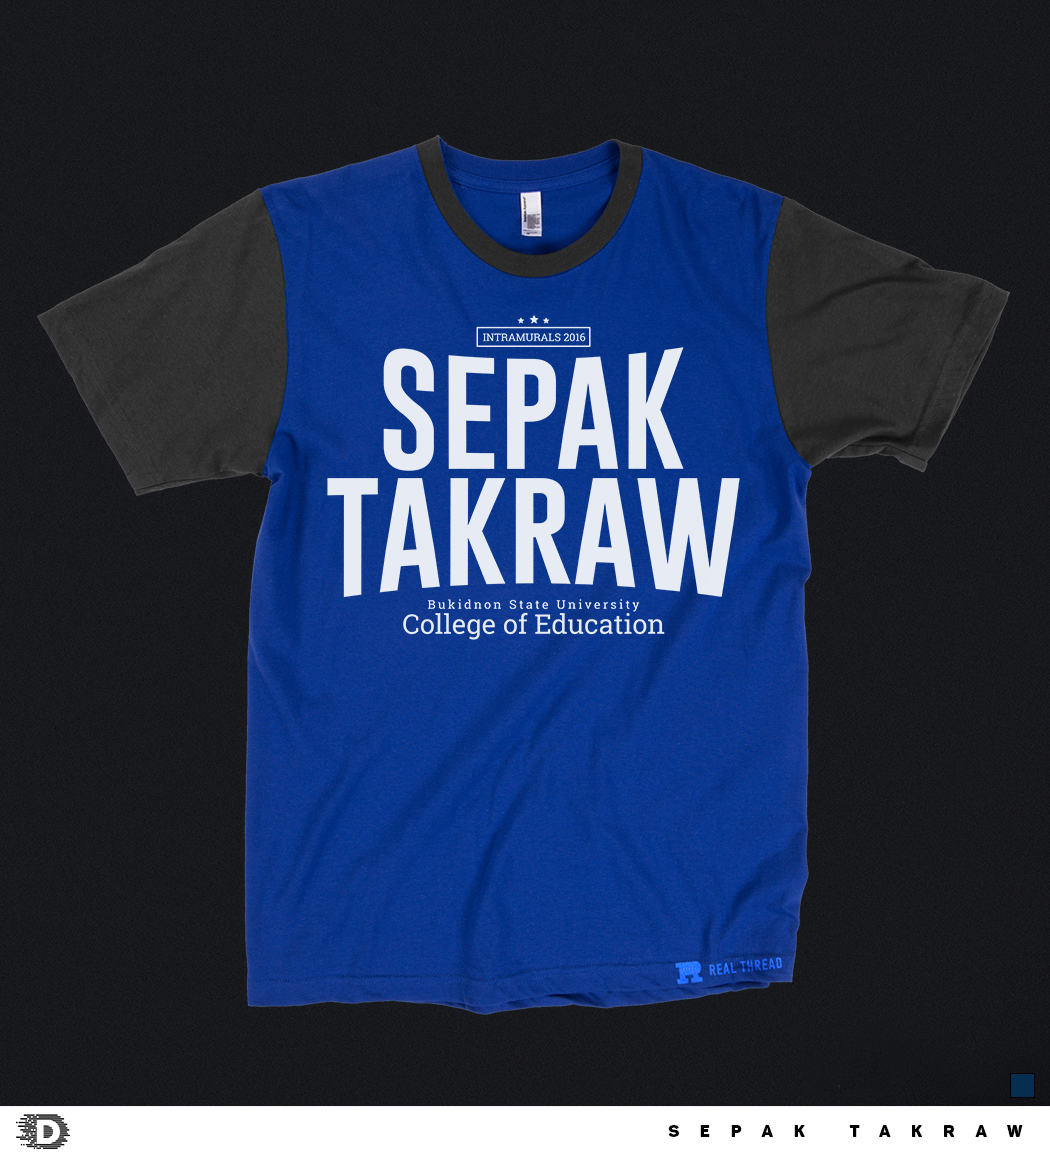 INTRAMURALS 2016
SEPAK
TAKRAW
Bukidnon State University
College of Education
REAL THREAD
D
SEPAK TAKRAW